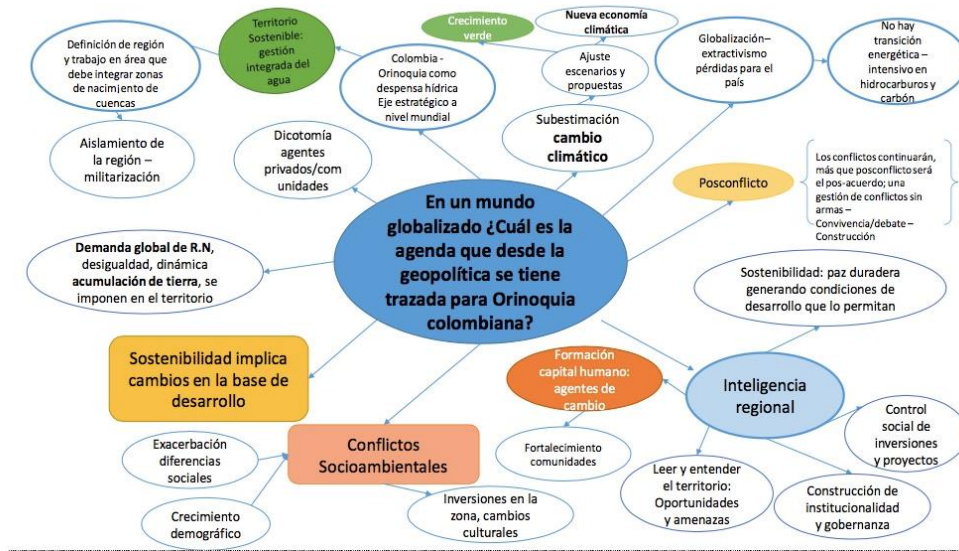 Definición de región
y trabajo en área que
debe integrar zonas
de nacimiento de
cuencas
Territorio
Sostenible:
gestión
integrada del
agua
Crecimiento
verde
Nueva economía
climática
Globalización–
extractivismo
pérdidas para el
país
No hay
transición
energética –
intensivo en
hidrocarburos y
carbón
Colombia -
Orinoquia como
despensa hídrica
Eje estratégico a
nivel mundial
Ajuste
escenarios y
propuestas
Aislamiento de
la región –
militarización
Dicotomía
agentes
privados/com
unidades
Subestimación
cambio
climático
Posconflicto
Los conflictos continuarán,
más que posconflicto será
el pos-acuerdo; una
gestión de conflictos sin
armas –
Convivencia/debate –
Construcción
En un mundo
globalizado ¿Cuál es la
agenda que desde la
geopolítica se tiene
trazada para Orinoquia
colombiana?
Demanda global de R.N,
desigualdad, dinámica
acumulación de tierra, se
imponen en el territorio
Sostenibilidad: paz duradera
generando condiciones de
desarrollo que lo permitan
Sostenibilidad implica
cambios en la base de
desarrollo
Formación
capital humano:
agentes de
cambio
Inteligencia
regional
Exacerbación
diferencias
sociales
Conflictos
Socioambientales
Fortalecimiento
comunidades
Control
social de
inversiones
y proyectos
Leer y entender
el territorio:
Oportunidades
y amenazas
Crecimiento
demográfico
Inversiones en la
zona, cambios
culturales
Construcción de
institucionalidad
y gobernanza